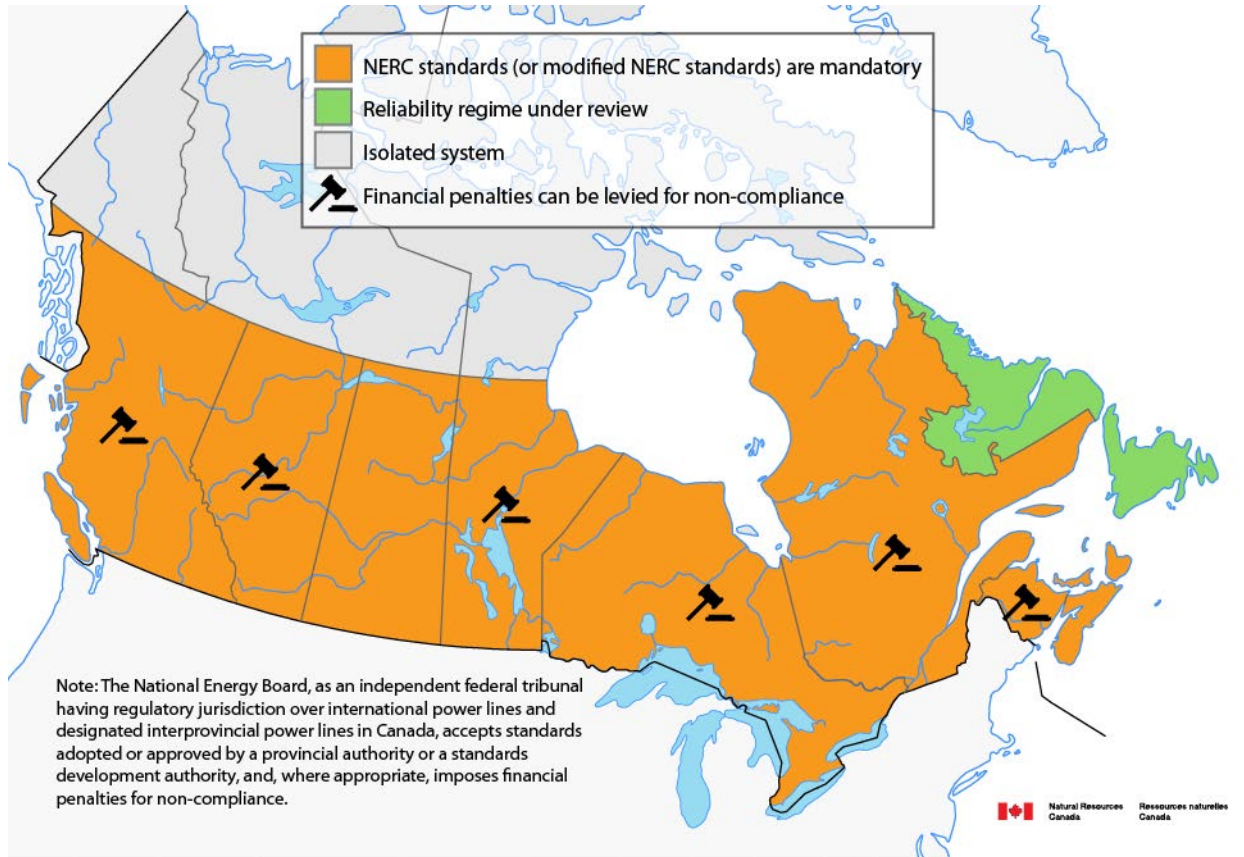 NERC standards (or modified NERC standards) are mandatory
Reliability regime under review
Isolated system
Financial penalties can be levied for non-compliance
Note: The National Energy Board, as an independent federal tribunal
having regulatory jurisdiction over international power lines and
designated interprovincial power lines in Canada, accepts standards
adopted or approved by a provincial authority or a standards
development authority, and, where appropriate, imposes financial
penalties for non-compliance.
Natural Resources Ressources naturelles
Canada Canada